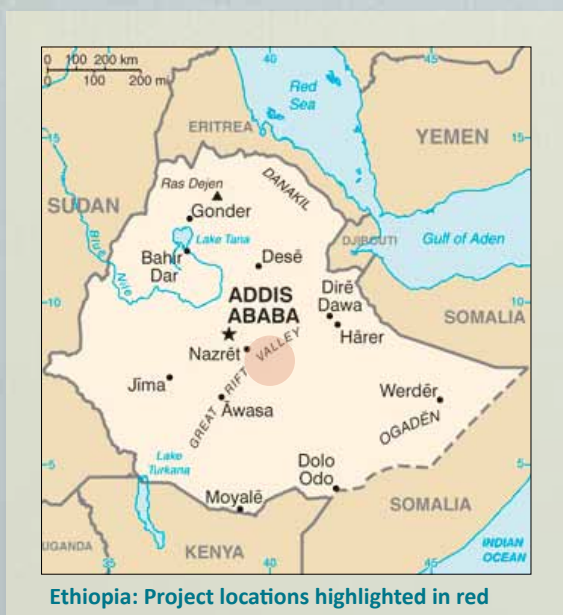 0 100 200 km
0 100 200 mi
40
45
Red
Sea
ERITREA
YEMEN
15
15
Ras Dejen
DANAKIL
SUDAN
Gonder
Lake Tana
DJIBOUTI
Gulf of Aden
Blue
Nile
Bahir
Dar
Desē
10
10
ADDIS
ABABA
Dirē
Dawa
SOMALIA
Hārer
Nazrēt
GREAT RIFT VALLEY
Jīma
Werdēr
Āwasa
OGADĒN
Lake
Turkana
Dolo
Odo
5
5
Moyalē
SOMALIA
UGANDA
KENYA
INDIAN
OCEAN
35
40
45
Ethiopia: Project locations highlighted in red